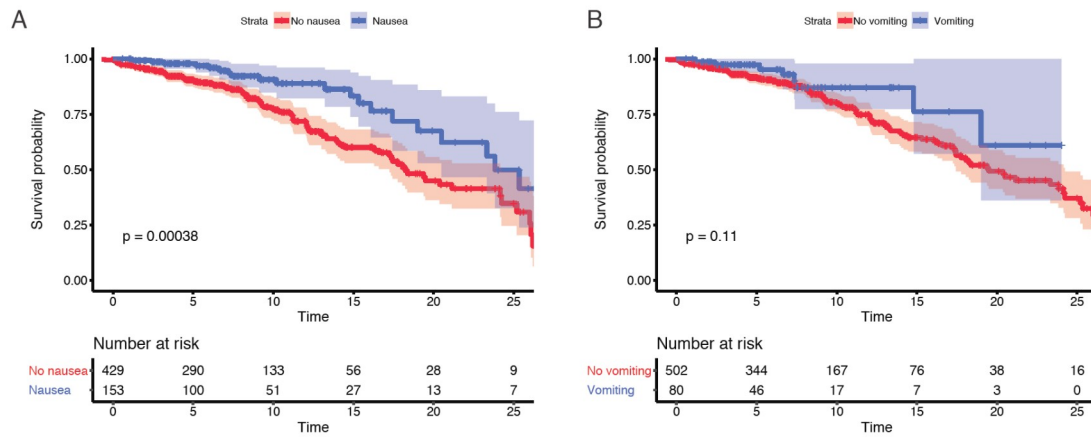 A
Strata No nausea Nausea
1.00
0.75
0.50
0.25
0.00
Survival probability
p = 0.00038
0 5 10 15 20 25
Time
Number at risk
No nausea 429 290 133 56 28 9
Nausea 153 100 51 27 13 7
0 5 10 15 20 25
Time
B
Strata No vomiting Vomiting
1.00
0.75
0.50
0.25
0.00
Survival probability
p = 0.11
0 5 10 15 20 25
Time
Number at risk
No vomiting 502 344 167 76 38 16
Vomiting 80 46 17 7 3 0
0 5 10 15 20 25
Time